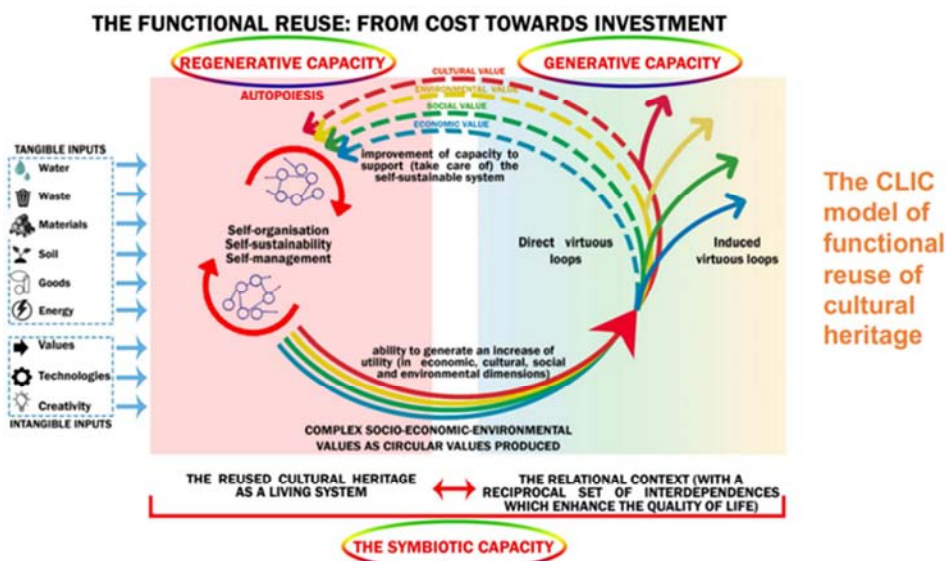 THE FUNCTIONAL REUSE: FROM COST TOWARDS INVESTMENT
REGENERATIVE CAPACITY
GENERATIVE CAPACITY
AUTOPOIESIS
CULTURAL VALUE
ENVIRONMENTAL VALUE
SOCIAL VALUE
ECONOMIC VALUE
improvement of capacity to
support (take care of) the
self-sustainable system
TANGIBLE INPUTS
Water
Waste
Materials
Soil
Goods
Energy
Values
Technologies
Creativity
INTANGIBLE INPUTS
Self-organisation
Self-sustainability
Self-management
Direct virtuous
loops
Induced
virtuous loops
ability to generate an increase of
utility (in economic, cultural, social
and environmental dimensions)
COMPLEX SOCIO-ECONOMIC-ENVIRONMENTAL
VALUES AS CIRCULAR VALUES PRODUCED
THE REUSED CULTURAL HERITAGE
AS A LIVING SYSTEM
THE RELATIONAL CONTEXT (WITH A
RECIPROCAL SET OF INTERDEPENDENCES
WHICH ENHANCE THE QUALITY OF LIFE)
THE SYMBIOTIC CAPACITY
The CLIC
model of
functional
reuse of
cultural
heritage